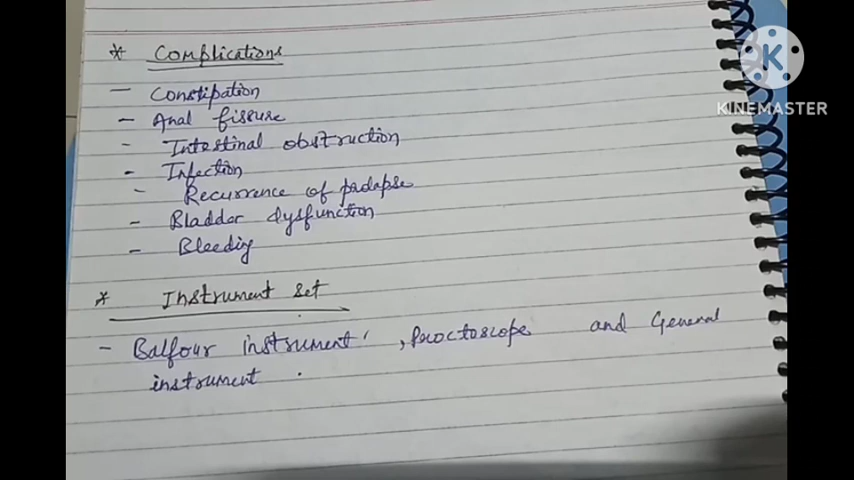 * Complications
- Constipation
- Anal fissure
- Intestinal obstruction
- Infection
- Recurrence of prolapse
- Bladder dysfunction
- Bleeding
* Instrument set
- Balfour instrument, Proctoscope and General
instrument.
K
KINEMASTER